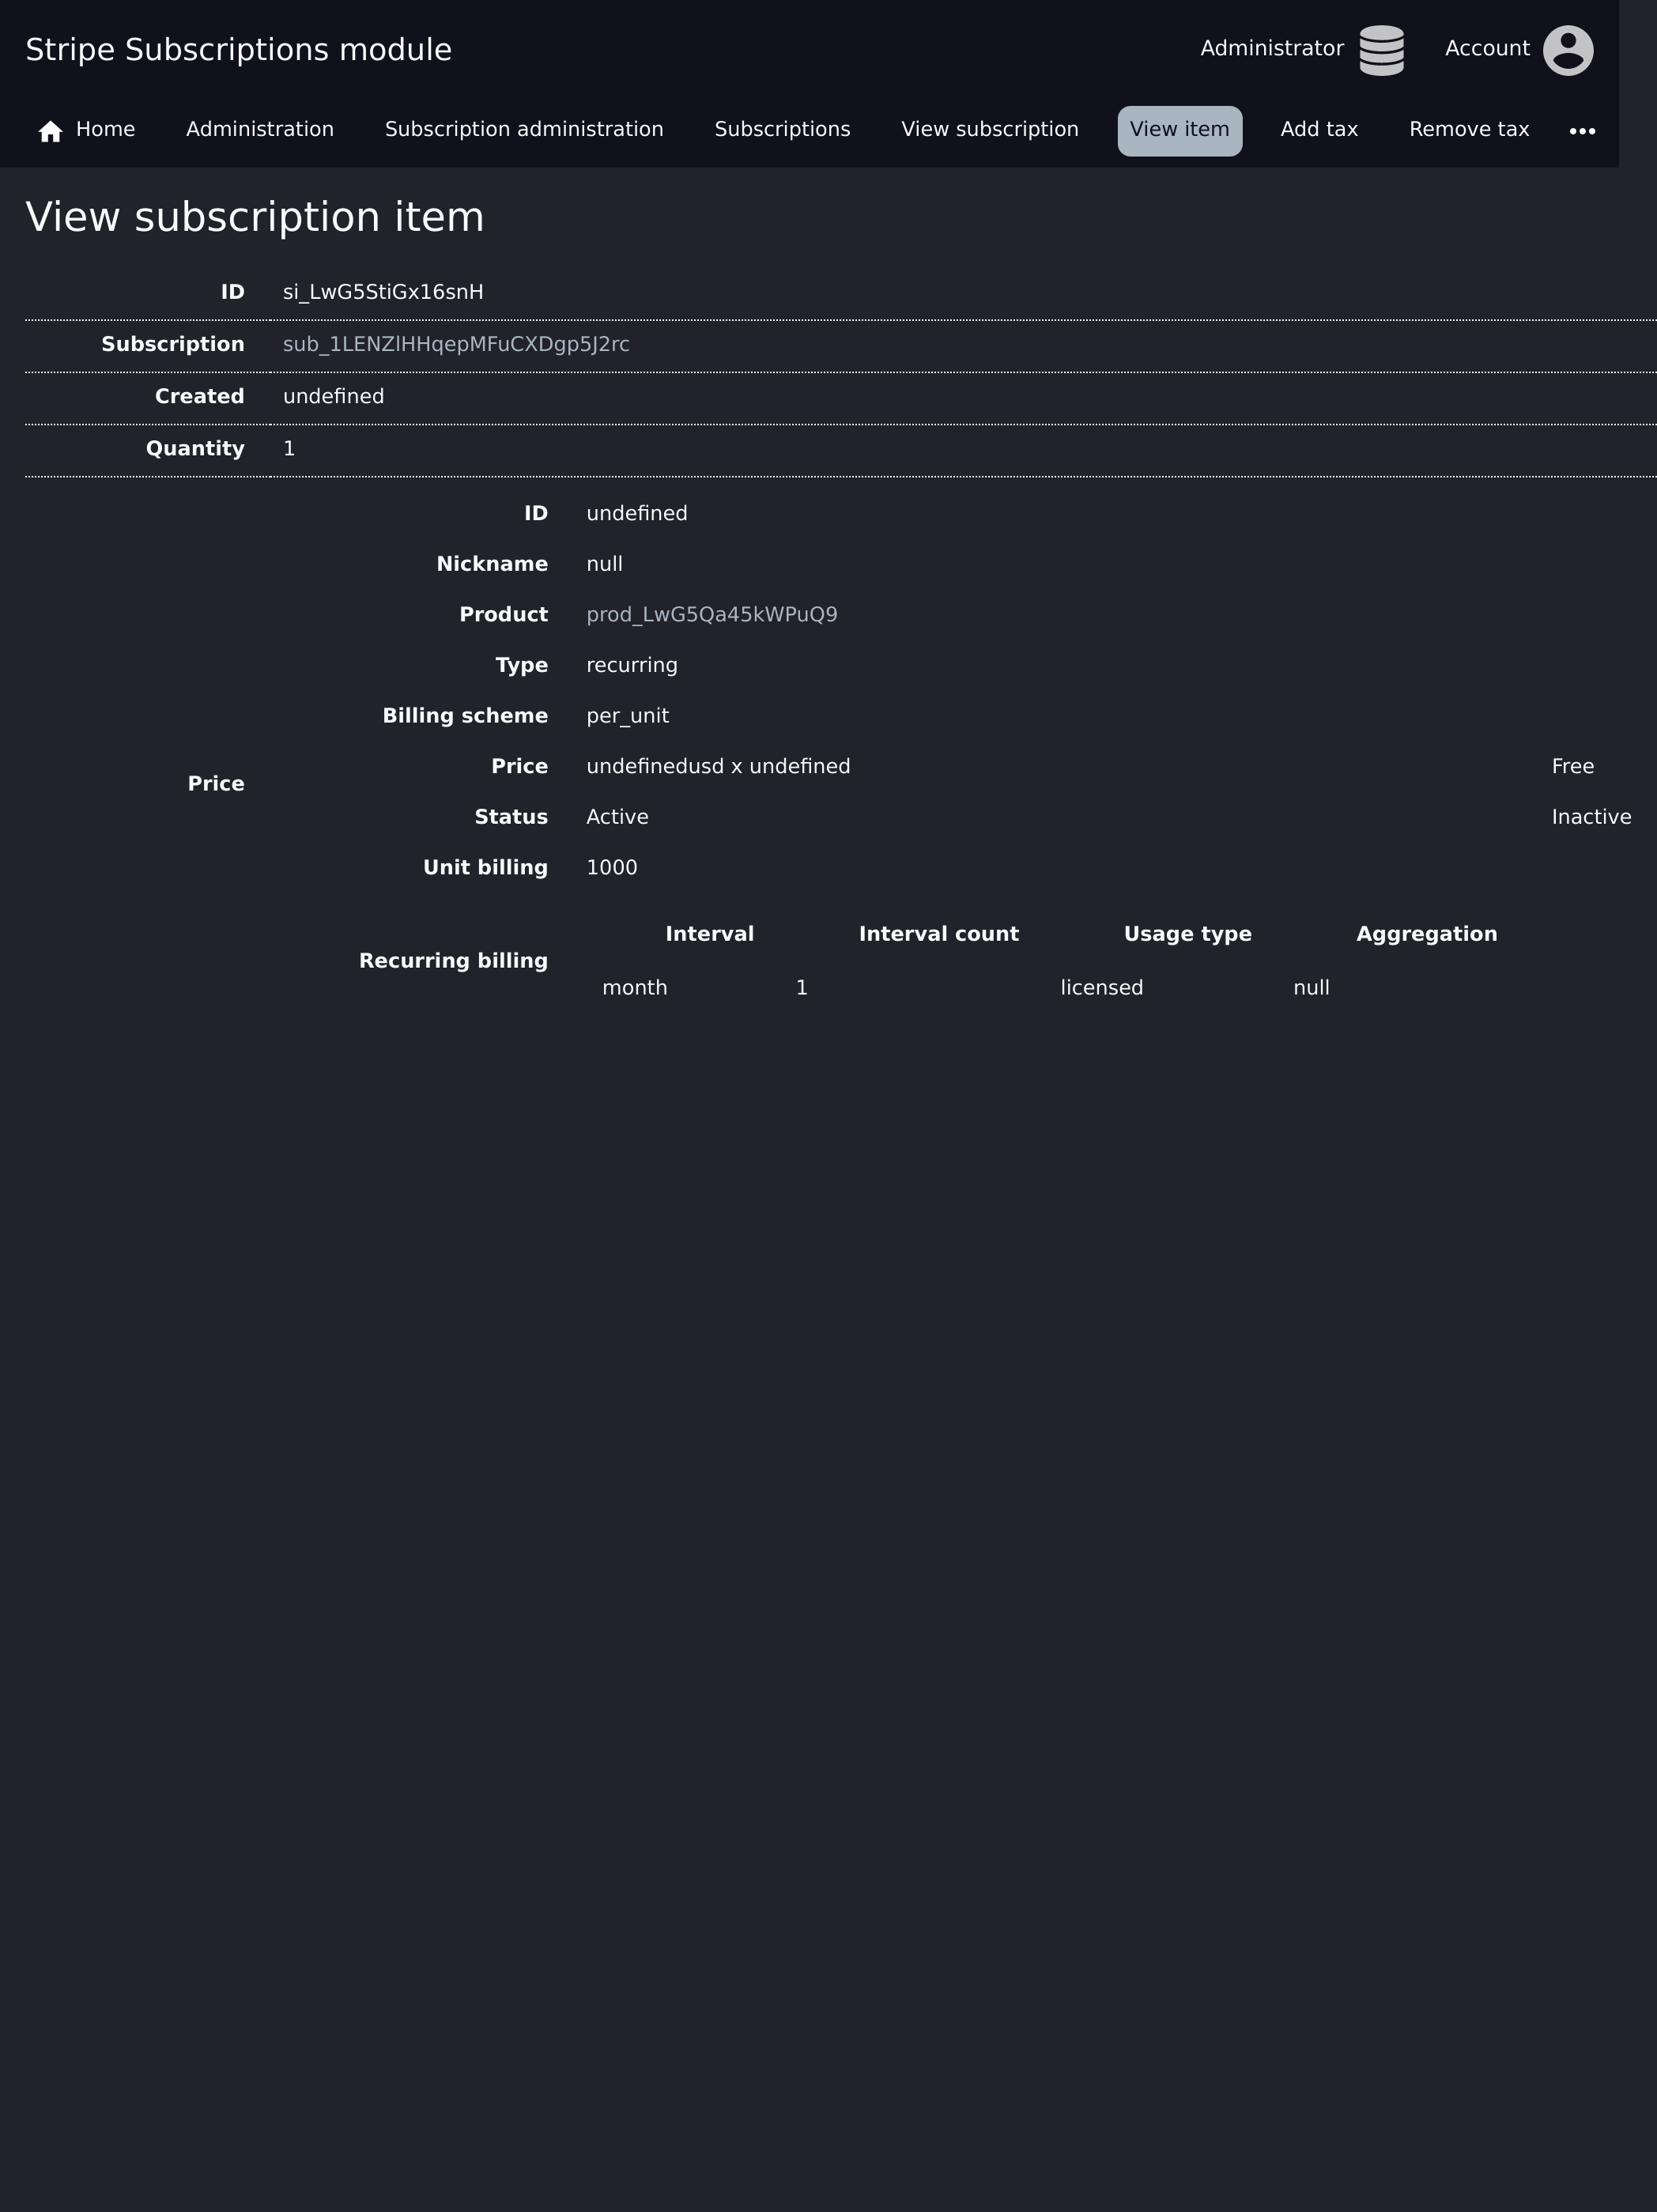 Stripe Subscriptions module
Administrator Account
Home Administration Subscription administration Subscriptions View subscription View item Add tax Remove tax
View subscription item
ID si_LwG5StiGx16snH
Subscription sub_1LENZlHHqepMFuCXDgp5J2rc
Created undefined
Quantity 1
ID undefined
Nickname null
Product prod_LwG5Qa45kWPuQ9
Type recurring
Billing scheme per_unit
Price undefinedusd x undefined Free
Price
Status Active Inactive
Unit billing 1000
Interval Interval count Usage type Aggregation
Recurring billing
month 1 licensed null